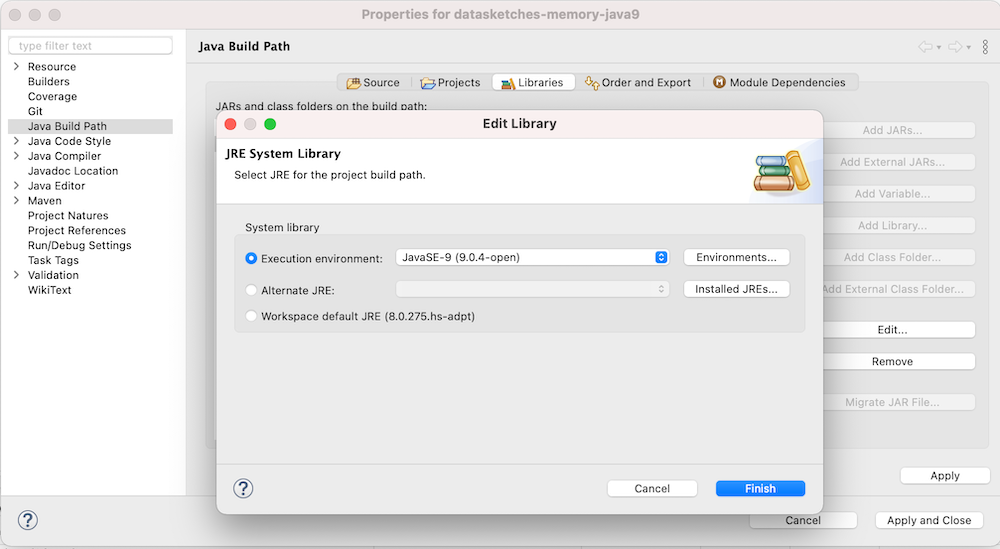 Properties for datasketches-memory-java9
type filter text
Resource
Builders
Coverage
Git
Java Build Path
Java Code Style
Java Compiler
Javadoc Location
Java Editor
Maven
Project Natures
Project References
Run/Debug Settings
Task Tags
Validation
WikiText
Java Build Path
Source Projects Libraries Order and Export Module Dependencies
JARs and class folders on the build path:
Add JARs...
Add External JARs...
Add Variable...
Add Library...
Add Class Folder...
Add External Class Folder...
Edit...
Remove
Migrate JAR File...
Apply
Cancel Apply and Close
Edit Library
JRE System Library
Select JRE for the project build path.
System library
Execution environment: JavaSE-9 (9.0.4-open) Environments...
Alternate JRE: Installed JREs...
Workspace default JRE (8.0.275.hs-adpt)
? Cancel Finish
?